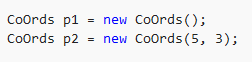 CoOrds p1 = new CoOrds();
CoOrds p2 = new CoOrds(5, 3);